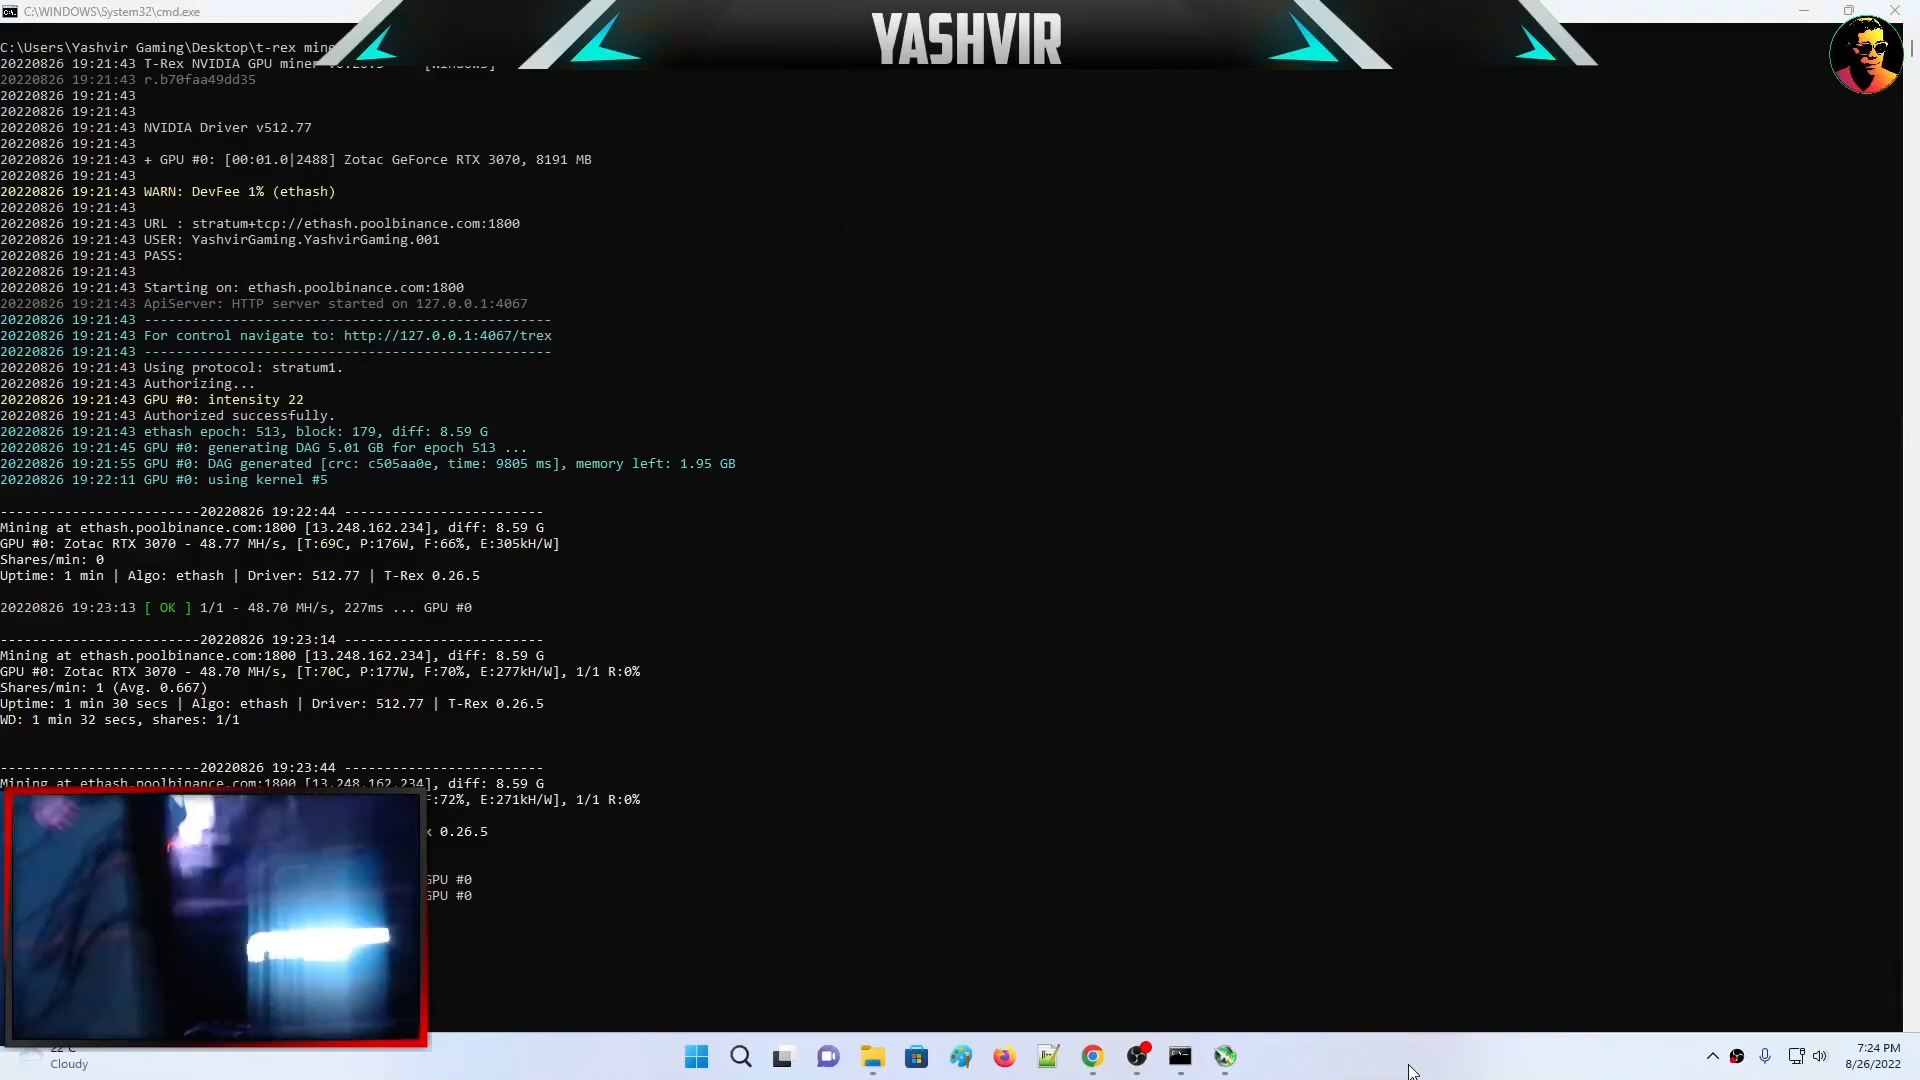 C:\WINDOWS\System32\cmd.exe
YASHVIR
C:\Users\Yashvir Gaming\Desktop\t-rex
20220826 19:21:43 T-Rex NVIDIA GPU miner
20220826 19:21:43 r.b70faa49dd35
20220826 19:21:43
20220826 19:21:43
20220826 19:21:43 NVIDIA Driver v512.77
20220826 19:21:43
20220826 19:21:43 + GPU #0: [00:01.0|2488] Zotac GeForce RTX 3070, 8191 MB
20220826 19:21:43
20220826 19:21:43 WARN: DevFee 1% (ethash)
20220826 19:21:43
20220826 19:21:43 URL : stratum+tcp://ethash.poolbinance.com:1800
20220826 19:21:43 USER: YashvirGaming.YashvirGaming.001
20220826 19:21:43 PASS:
20220826 19:21:43
20220826 19:21:43 Starting on: ethash.poolbinance.com:1800
20220826 19:21:43 ApiServer: HTTP server started on 127.0.0.1:4067
20220826 19:21:43 ---------------------------------------------------
20220826 19:21:43 For control navigate to: http://127.0.0.1:4067/trex
20220826 19:21:43 ---------------------------------------------------
20220826 19:21:43 Using protocol: stratum1.
20220826 19:21:43 Authorizing...
20220826 19:21:43 GPU #0: intensity 22
20220826 19:21:43 Authorized successfully.
20220826 19:21:43 ethash epoch: 513, block: 179, diff: 8.59 G
20220826 19:21:45 GPU #0: generating DAG 5.01 GB for epoch 513 ...
20220826 19:21:55 GPU #0: DAG generated [crc: c505aa0e, time: 9805 ms], memory left: 1.95 GB
20220826 19:22:11 GPU #0: using kernel #5
-------------------------20220826 19:22:44 -------------------------
Mining at ethash.poolbinance.com:1800 [13.248.162.234], diff: 8.59 G
GPU #0: Zotac RTX 3070 - 48.77 MH/s, [T:69C, P:176W, F:66%, E:305kH/W]
Shares/min: 0
Uptime: 1 min | Algo: ethash | Driver: 512.77 | T-Rex 0.26.5
20220826 19:23:13 [ OK ] 1/1 - 48.70 MH/s, 227ms ... GPU #0
-------------------------20220826 19:23:14 -------------------------
Mining at ethash.poolbinance.com:1800 [13.248.162.234], diff: 8.59 G
GPU #0: Zotac RTX 3070 - 48.70 MH/s, [T:70C, P:177W, F:70%, E:277kH/W], 1/1 R:0%
Shares/min: 1 (Avg. 0.667)
Uptime: 1 min 30 secs | Algo: ethash | Driver: 512.77 | T-Rex 0.26.5
WD: 1 min 32 secs, shares: 1/1
-------------------------20220826 19:23:44 -------------------------
Mining at ethash.poolbinance.com:1800 [13.248.162.234], diff: 8.59 G
:72%, E:271kH/W], 1/1 R:0%
0.26.5
GPU #0
GPU #0
22°C
Cloudy
7:24 PM
8/26/2022